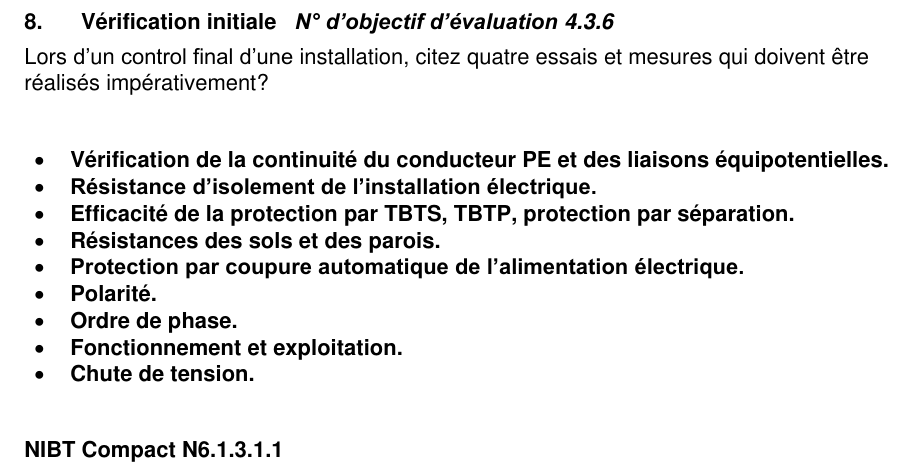 8. Vérification initiale N° d’objectif d’évaluation 4.3.6
Lors d’un control final d’une installation, citez quatre essais et mesures qui doivent être
réalisés impérativement?
• Vérification de la continuité du conducteur PE et des liaisons équipotentielles.
• Résistance d’isolement de l’installation électrique.
• Efficacité de la protection par TBTS, TBTP, protection par séparation.
• Résistances des sols et des parois.
• Protection par coupure automatique de l’alimentation électrique.
• Polarité.
• Ordre de phase.
• Fonctionnement et exploitation.
• Chute de tension.
NIBT Compact N6.1.3.1.1